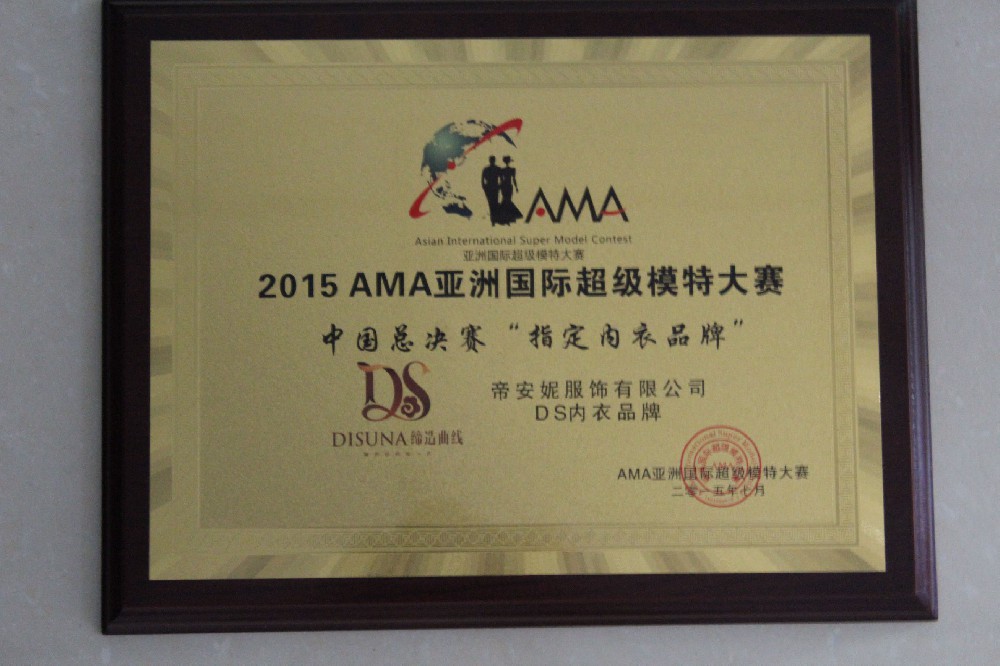 AMA
Asian International Super Model Contest
亚洲国际超级模特大赛
2015 AMA亚洲国际超级模特大赛
中国总决赛“指定内衣品牌”
DS
DISUNA 缔造曲线
帝安妮服饰有限公司
DS内衣品牌
AMA亚洲国际超级模特大赛
二零一五年七月